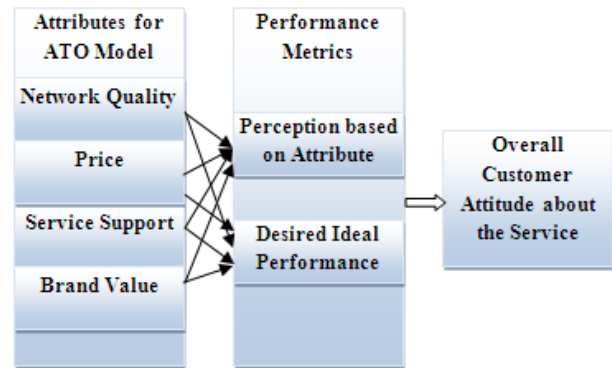 Attributes for
ATO Model
Network Quality
Price
Service Support
Brand Value
Performance
Metrics
Perception based
on Attribute
Desired Ideal
Performance
Overall
Customer
Attitude about
the Service